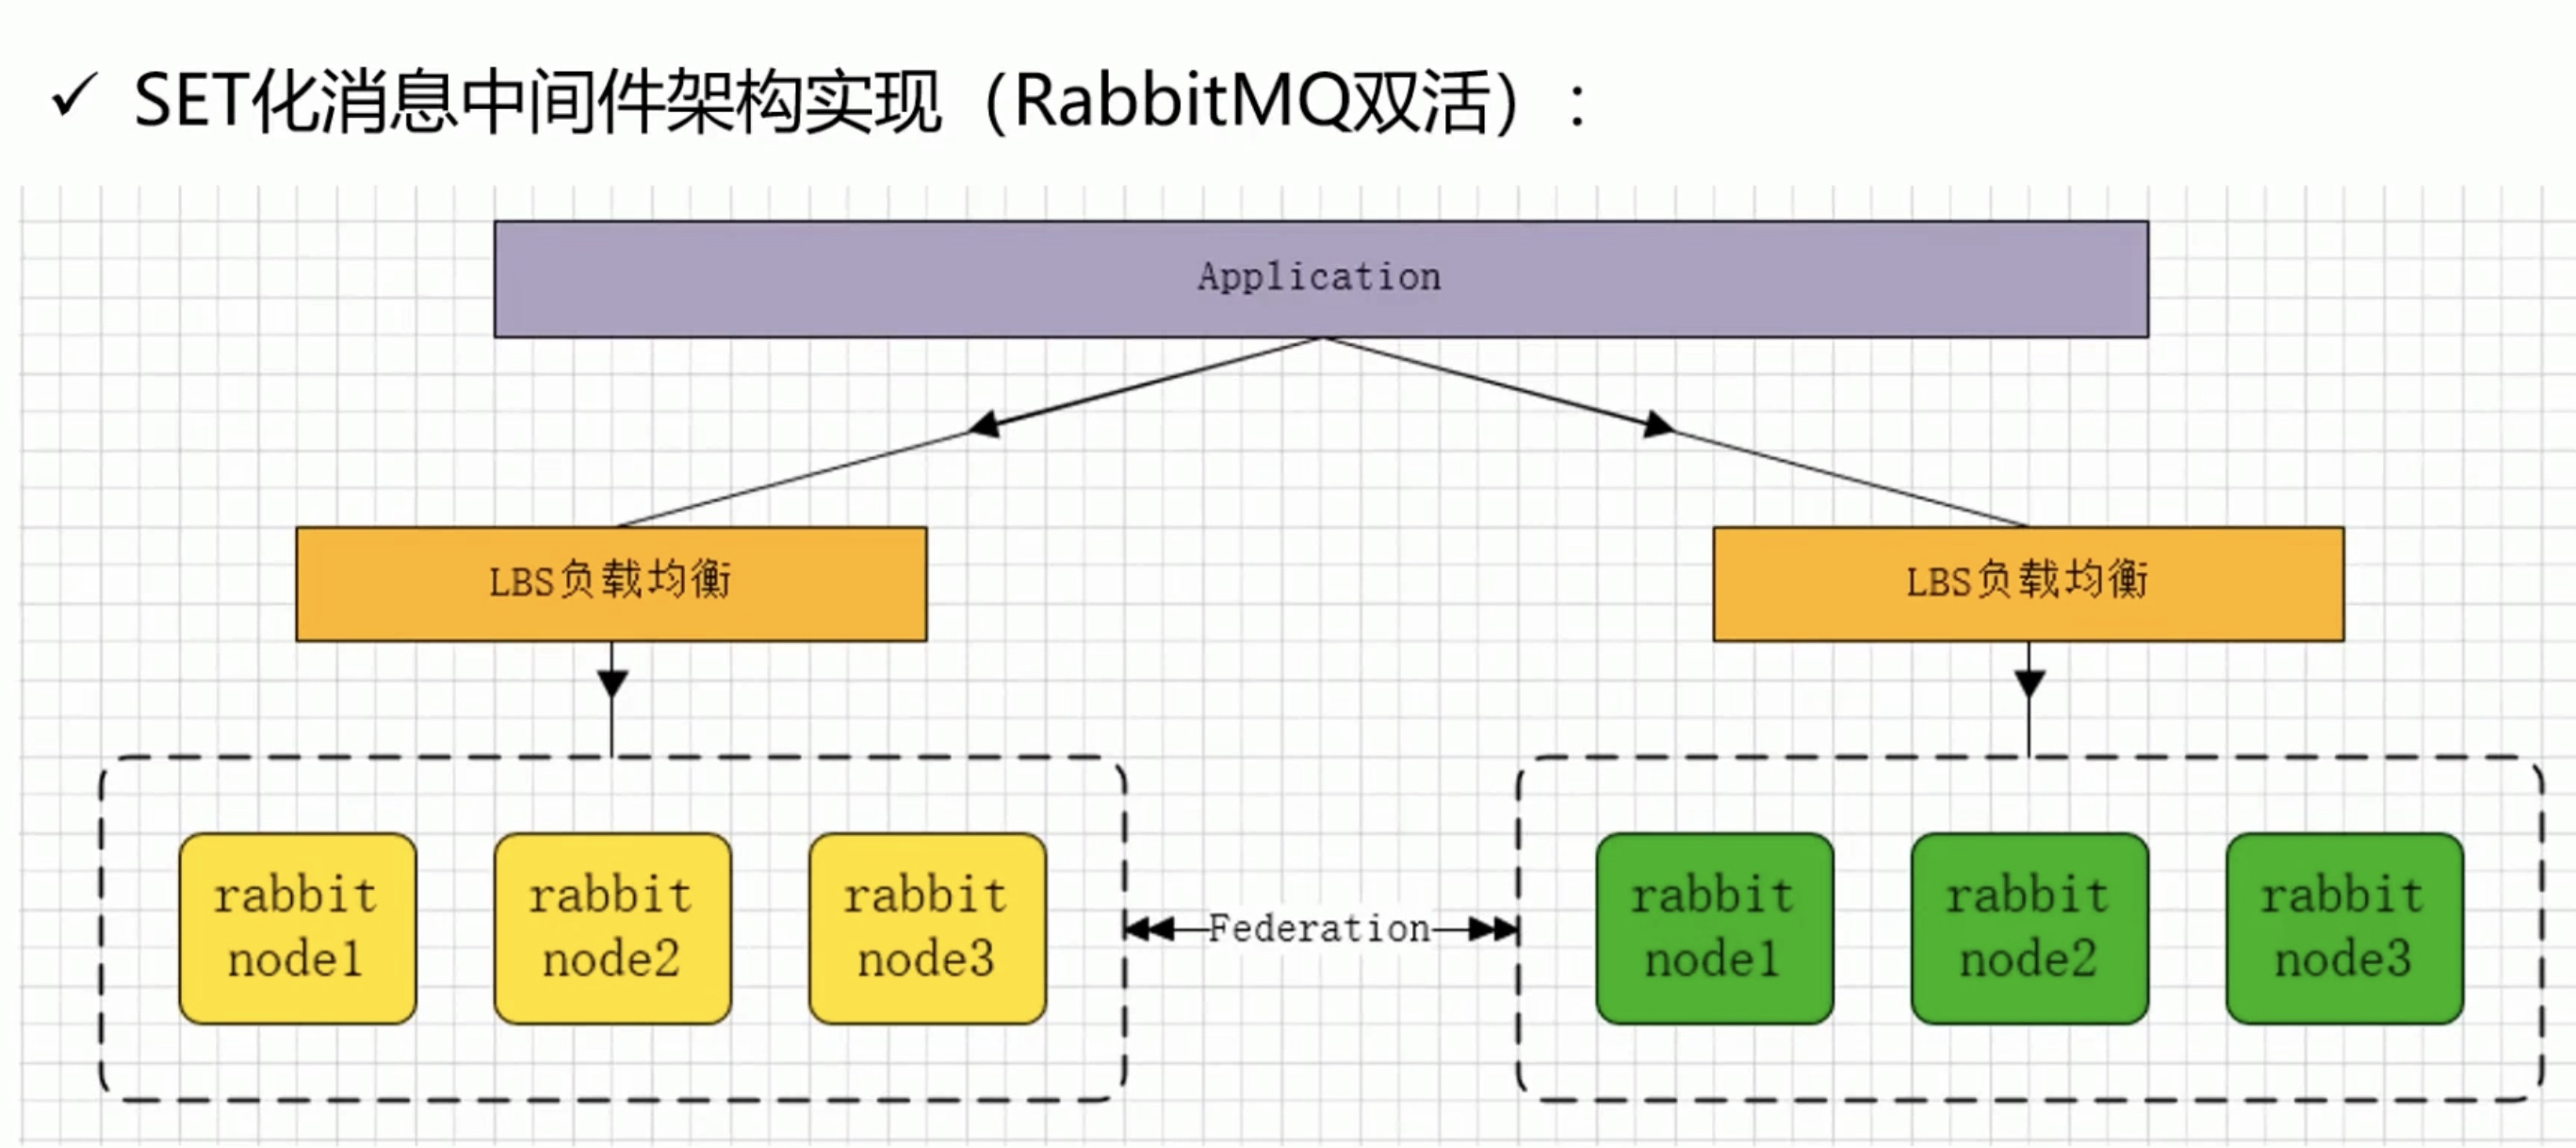 ✓ SET化消息中间件架构实现（RabbitMQ双活）：
Application
LBS负载均衡
LBS负载均衡
rabbit
node1
rabbit
node2
rabbit
node3
Federation
rabbit
node1
rabbit
node2
rabbit
node3